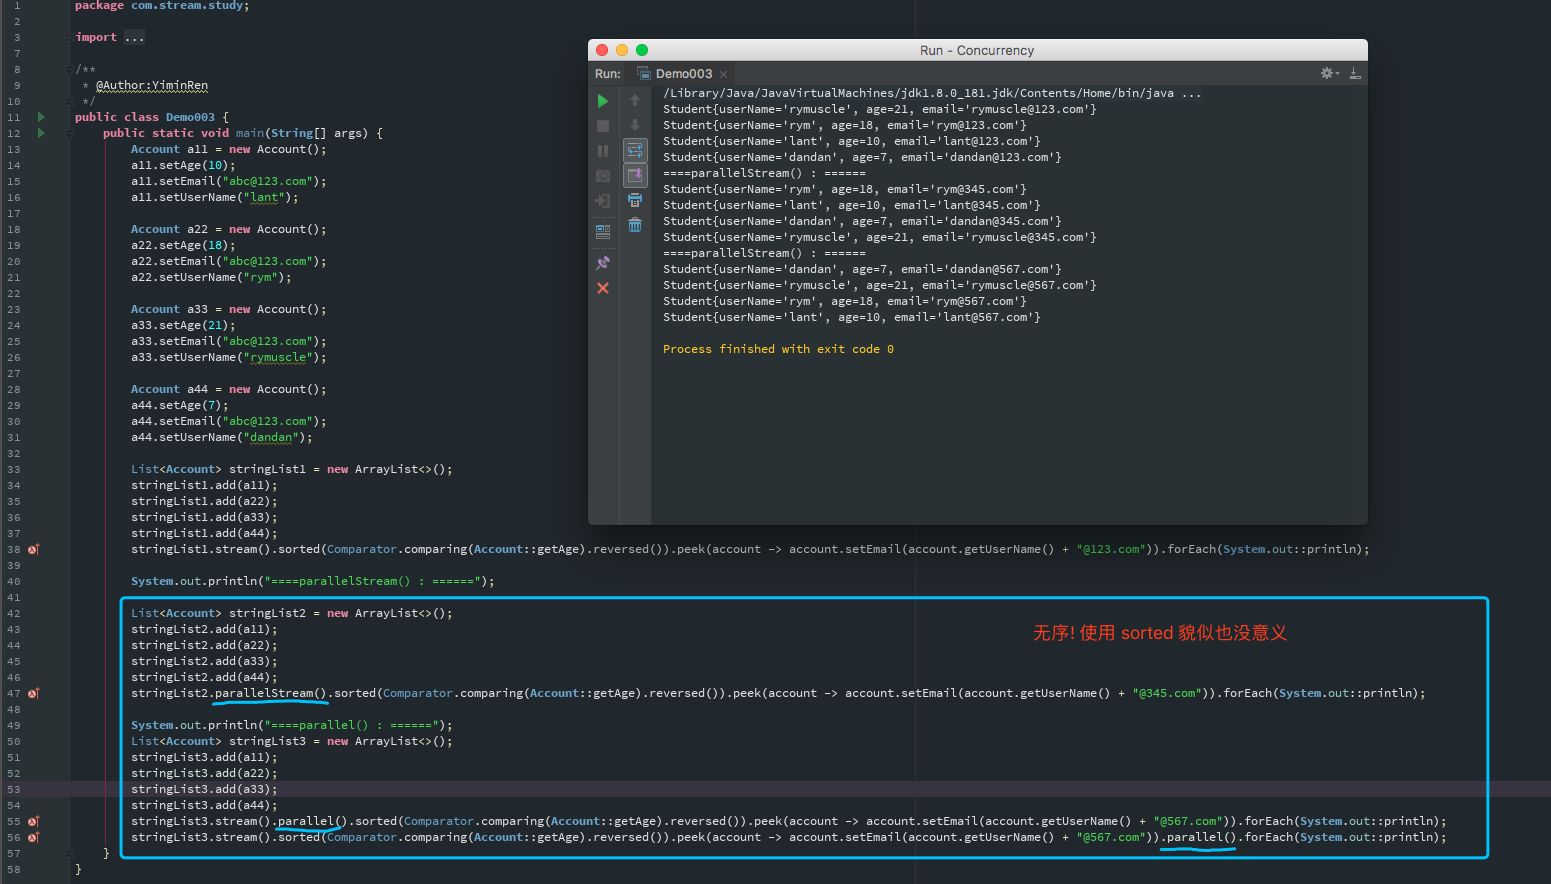 1 package com.stream.study;
2
3 import ...
7
8 /**
9 * @Author:YiminRen
10 */
11 public class Demo003 {
12 public static void main(String[] args) {
13 Account a11 = new Account();
14 a11.setAge(10);
15 a11.setEmail("abc@123.com");
16 a11.setUserName("lant");
17
18 Account a22 = new Account();
19 a22.setAge(18);
20 a22.setEmail("abc@123.com");
21 a22.setUserName("rym");
22
23 Account a33 = new Account();
24 a33.setAge(21);
25 a33.setEmail("abc@123.com");
26 a33.setUserName("rymuscle");
27
28 Account a44 = new Account();
29 a44.setAge(7);
30 a44.setEmail("abc@123.com");
31 a44.setUserName("dandan");
32
33 List<Account> stringList1 = new ArrayList<>();
34 stringList1.add(a11);
35 stringList1.add(a22);
36 stringList1.add(a33);
37 stringList1.add(a44);
38 stringList1.stream().sorted(Comparator.comparing(Account::getAge).reversed()).peek(account -> account.setEmail(account.getUserName() + "@123.com")).forEach(System.out::println);
39
40 System.out.println("====parallelStream() : ======");
41
42 List<Account> stringList2 = new ArrayList<>();
43 stringList2.add(a11);
44 stringList2.add(a22);
45 stringList2.add(a33);
46 stringList2.add(a44);
47 stringList2.parallelStream().sorted(Comparator.comparing(Account::getAge).reversed()).peek(account -> account.setEmail(account.getUserName() + "@345.com")).forEach(System.out::println);
48
49 System.out.println("====parallel() : ======");
50 List<Account> stringList3 = new ArrayList<>();
51 stringList3.add(a11);
52 stringList3.add(a22);
53 stringList3.add(a33);
54 stringList3.add(a44);
55 stringList3.stream().parallel().sorted(Comparator.comparing(Account::getAge).reversed()).peek(account -> account.setEmail(account.getUserName() + "@567.com")).forEach(System.out::println);
56 stringList3.stream().sorted(Comparator.comparing(Account::getAge).reversed()).peek(account -> account.setEmail(account.getUserName() + "@567.com")).parallel().forEach(System.out::println);
57 }
58 }
无序! 使用 sorted 貌似也没意义
Run - Concurrency
Run: Demo003
/Library/Java/JavaVirtualMachines/jdk1.8.0_181.jdk/Contents/Home/bin/java ...
Student{userName='rymuscle', age=21, email='rymuscle@123.com'}
Student{userName='rym', age=18, email='rym@123.com'}
Student{userName='lant', age=10, email='lant@123.com'}
Student{userName='dandan', age=7, email='dandan@123.com'}
====parallelStream() : ======
Student{userName='rym', age=18, email='rym@345.com'}
Student{userName='lant', age=10, email='lant@345.com'}
Student{userName='dandan', age=7, email='dandan@345.com'}
Student{userName='rymuscle', age=21, email='rymuscle@345.com'}
====parallelStream() : ======
Student{userName='dandan', age=7, email='dandan@567.com'}
Student{userName='rymuscle', age=21, email='rymuscle@567.com'}
Student{userName='rym', age=18, email='rym@567.com'}
Student{userName='lant', age=10, email='lant@567.com'}
Process finished with exit code 0